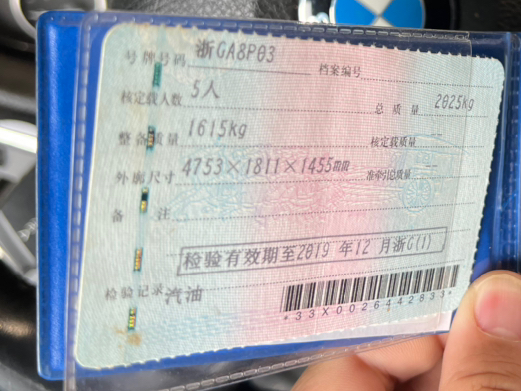 号牌号码 浙GA8P03 档案编号
核定载人数 5人 总质量 2025kg
整备质量 1615kg 核定载质量 --
外廓尺寸 4753×1811×1455mm 准牵引总质量 --
备注
检验有效期至2019 年12 月浙G(1)
检验记录 汽油
*33X0026442833*